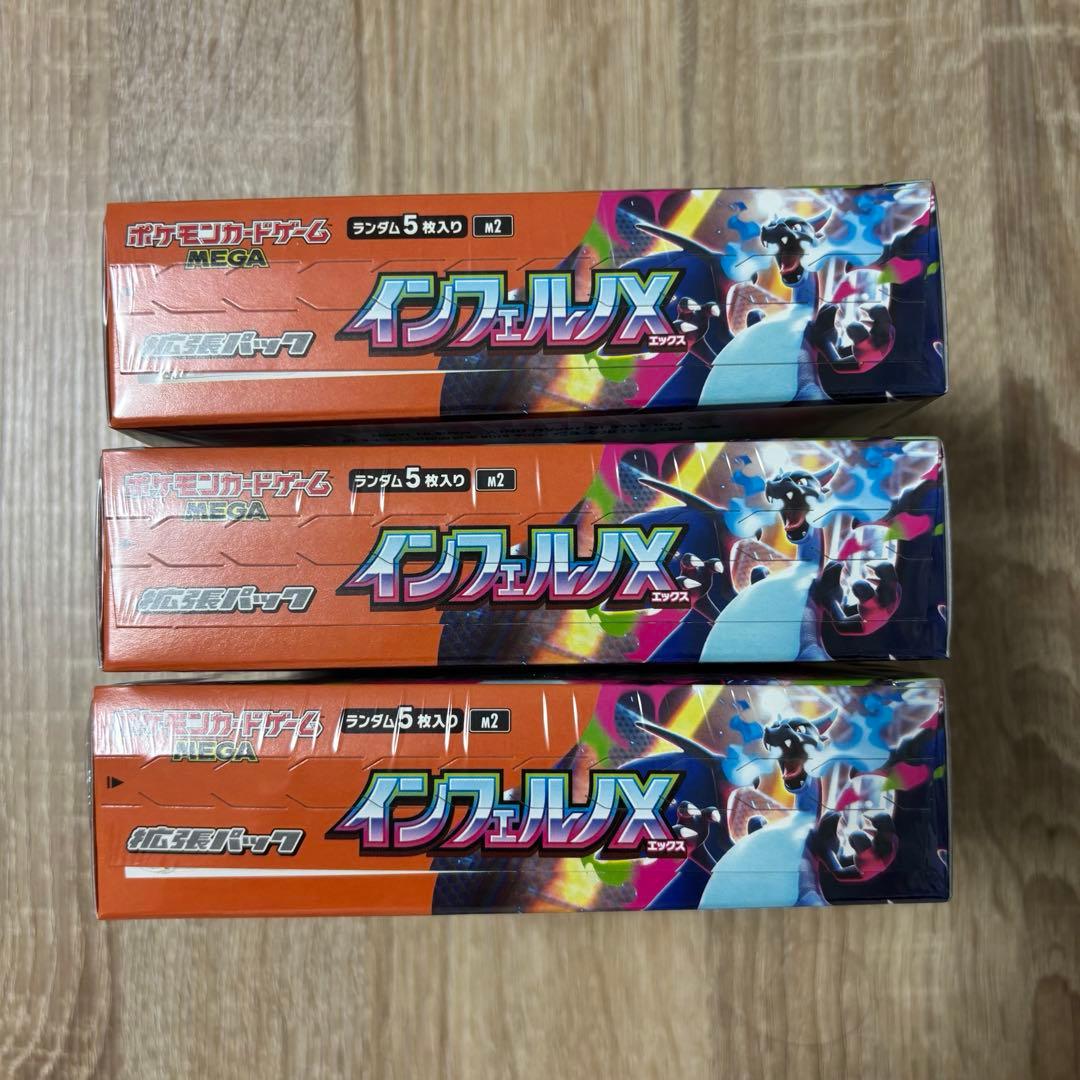 ポケモンカードゲーム
MEGA
ランダム5枚入り M2
インフェルノX
エックス
拡張パック
ポケモンカードゲーム
MEGA
ランダム5枚入り M2
インフェルノX
エックス
拡張パック
ポケモンカードゲーム
MEGA
ランダム5枚入り M2
インフェルノX
エックス
拡張パック